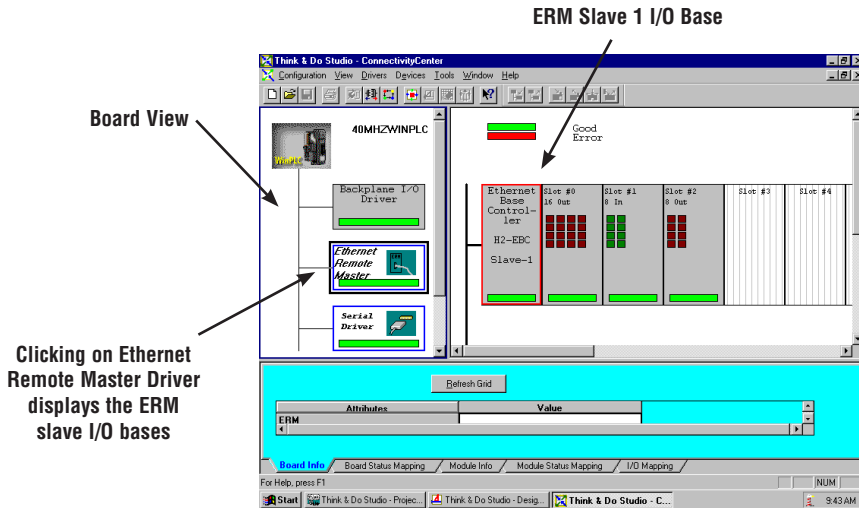 ERM Slave 1 I/O Base
Board View
Clicking on Ethernet
Remote Master Driver
displays the ERM
slave I/O bases
Think & Do Studio - ConnectivityCenter
Configuration View Drivers Devices Tools Window Help
40MHZWINPLC
WinPLC
Backplane I/O
Driver
Ethernet
Remote
Master
Serial
Driver
Good
Error
Ethernet
Base
Control-
ler
H2-EBC
Slave-1
Slot #0
16 Out
Slot #1
8 In
Slot #2
8 Out
Slot #3
Slot #4
Refresh Grid
Attributes Value
ERM
Board Info Board Status Mapping Module Info Module Status Mapping I/O Mapping
For Help, press F1 NUM
Start Think & Do Studio - Projec... Think & Do Studio - Desig... Think & Do Studio - C... 9:43 AM